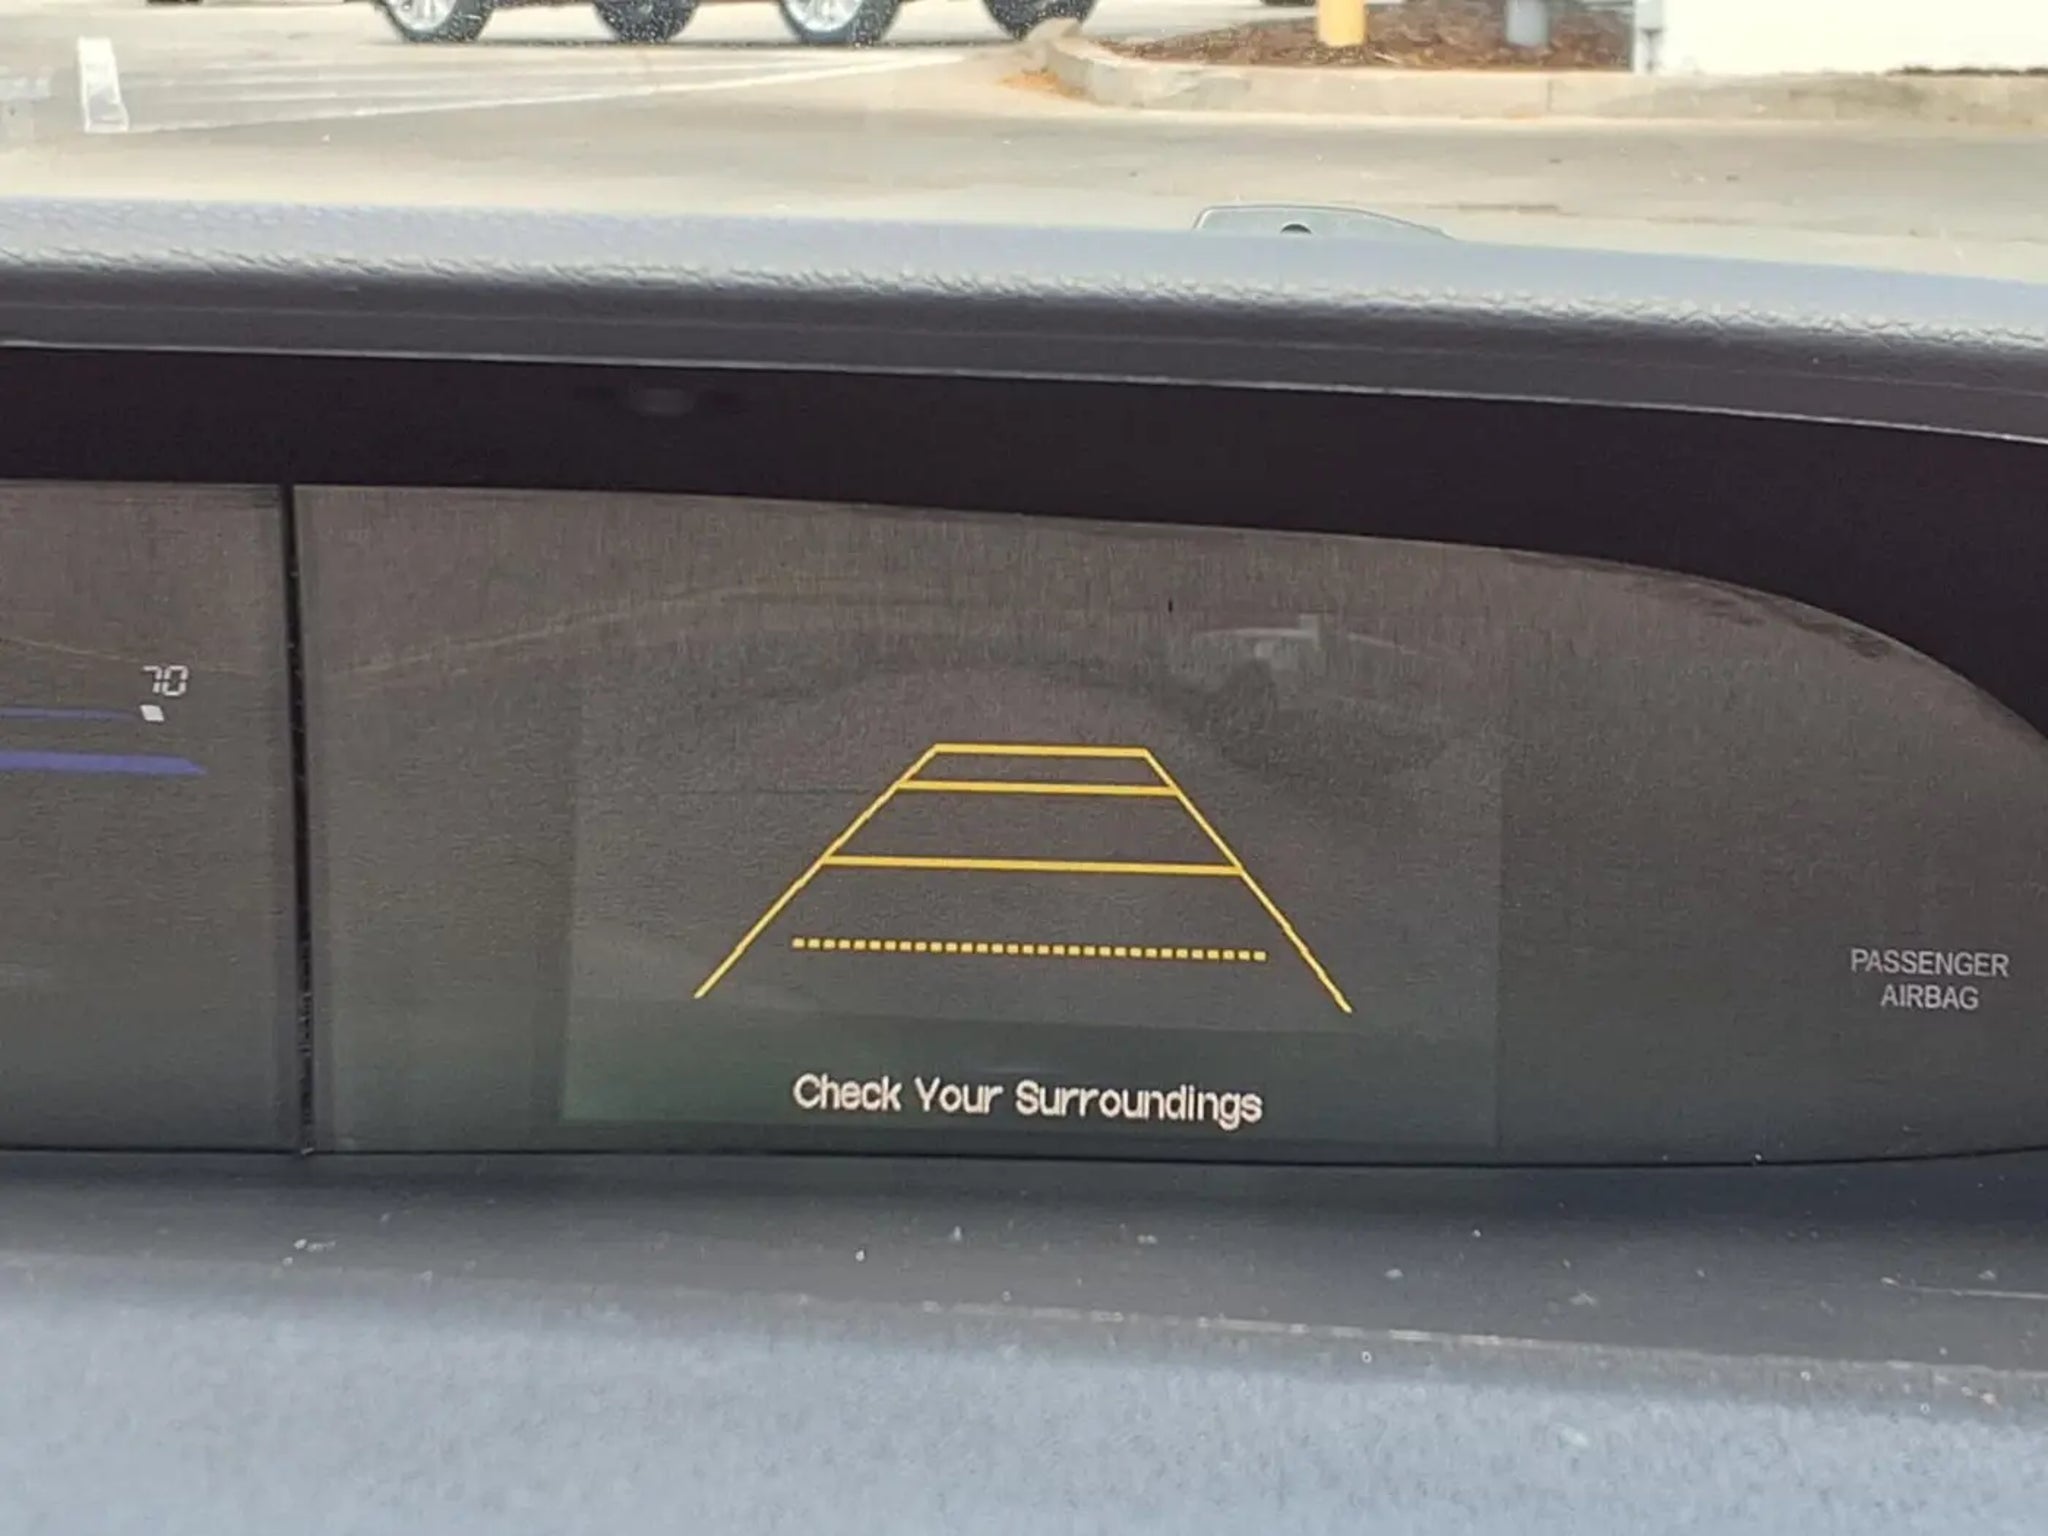 70
PASSENGER
AIRBAG
Check Your Surroundings